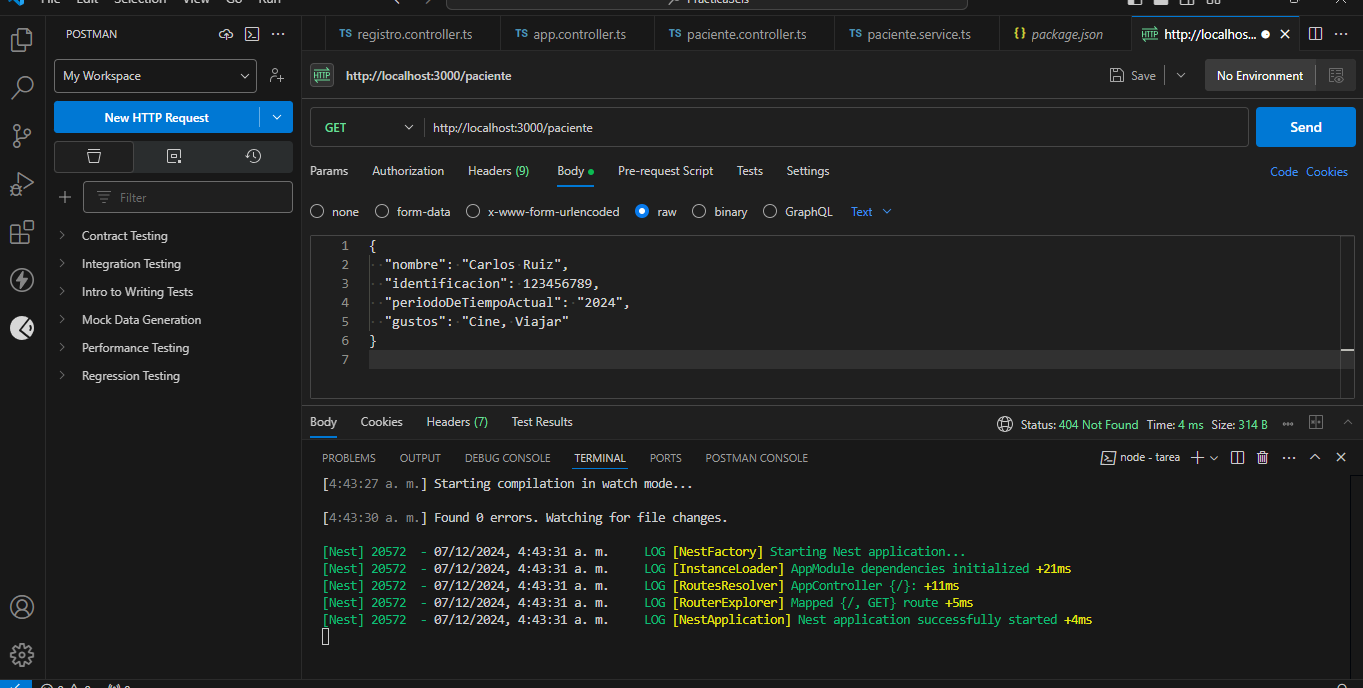 File Edit Selection View Go Run
PracticaSeis
POSTMAN
TS registro.controller.ts
TS app.controller.ts
TS paciente.controller.ts
TS paciente.service.ts
{} package.json
HTTP http://localhos...
My Workspace
HTTP http://localhost:3000/paciente
Save
No Environment
New HTTP Request
GET
http://localhost:3000/paciente
Send
Params
Authorization
Headers (9)
Body
Pre-request Script
Tests
Settings
Code
Cookies
Filter
none
form-data
x-www-form-urlencoded
raw
binary
GraphQL
Text
Contract Testing
Integration Testing
Intro to Writing Tests
Mock Data Generation
Performance Testing
Regression Testing
1 {
2 "nombre": "Carlos Ruiz",
3 "identificacion": 123456789,
4 "periodoDeTiempoActual": "2024",
5 "gustos": "Cine, Viajar"
6 }
7
Body
Cookies
Headers (7)
Test Results
Status: 404 Not Found Time: 4 ms Size: 314 B
PROBLEMS
OUTPUT
DEBUG CONSOLE
TERMINAL
PORTS
POSTMAN CONSOLE
node - tarea
[4:43:27 a. m.] Starting compilation in watch mode...
[4:43:30 a. m.] Found 0 errors. Watching for file changes.
[Nest] 20572 - 07/12/2024, 4:43:31 a. m. LOG [NestFactory] Starting Nest application...
[Nest] 20572 - 07/12/2024, 4:43:31 a. m. LOG [InstanceLoader] AppModule dependencies initialized +21ms
[Nest] 20572 - 07/12/2024, 4:43:31 a. m. LOG [RoutesResolver] AppController {/}: +11ms
[Nest] 20572 - 07/12/2024, 4:43:31 a. m. LOG [RouterExplorer] Mapped {/, GET} route +5ms
[Nest] 20572 - 07/12/2024, 4:43:31 a. m. LOG [NestApplication] Nest application successfully started +4ms